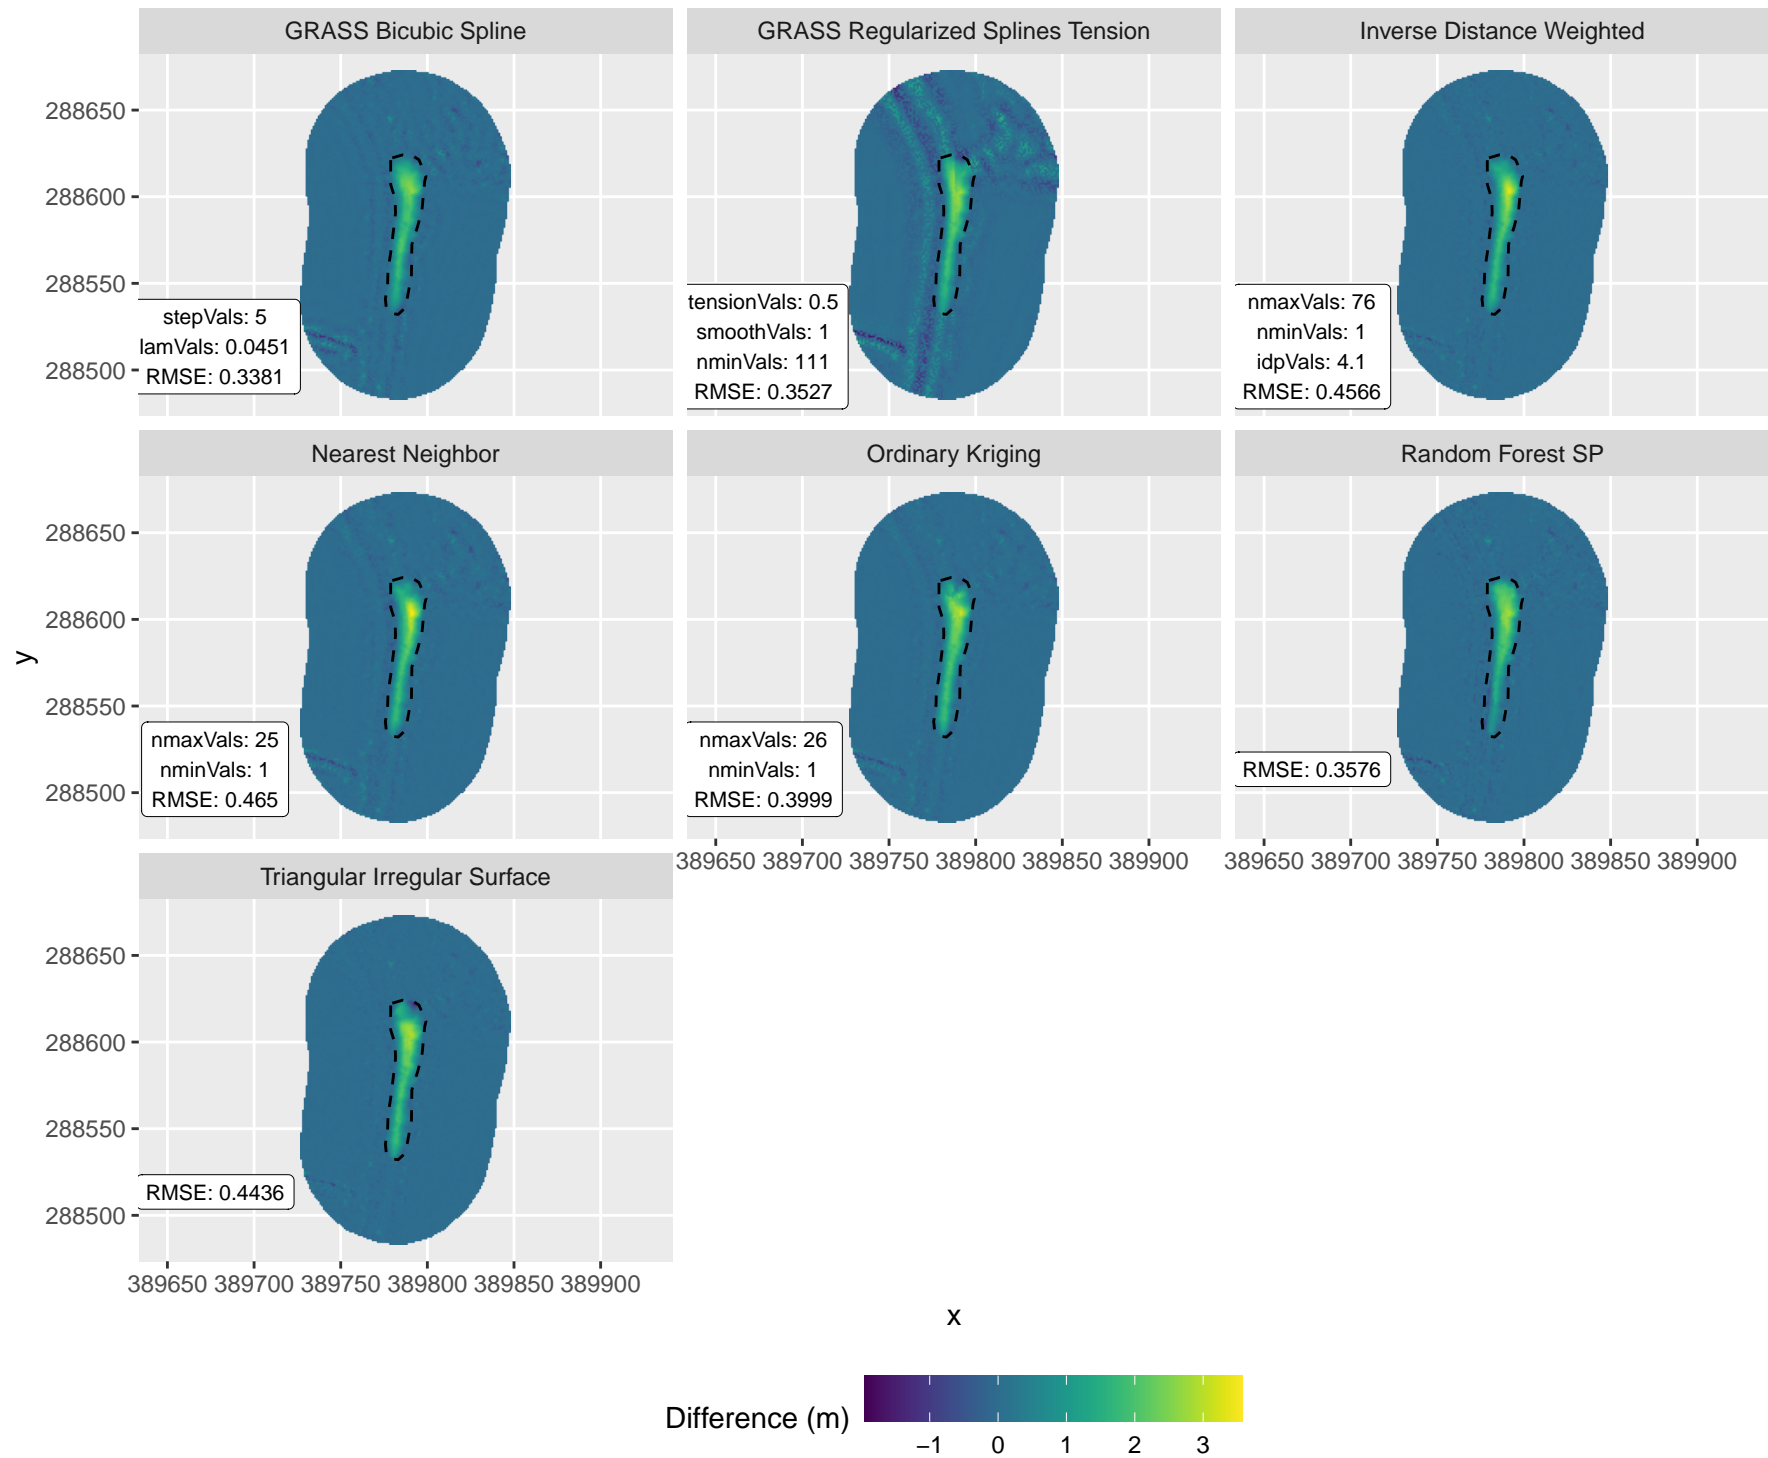 GRASS Bicubic Spline
GRASS Regularized Splines Tension
Inverse Distance Weighted
288650
288600
288550
288500
stepVals: 5
lamVals: 0.0451
RMSE: 0.3381
tensionVals: 0.5
smoothVals: 1
nminVals: 111
RMSE: 0.3527
nmaxVals: 76
nminVals: 1
idpVals: 4.1
RMSE: 0.4566
Nearest Neighbor
Ordinary Kriging
Random Forest SP
288650
288600
288550
288500
y
nmaxVals: 25
nminVals: 1
RMSE: 0.465
nmaxVals: 26
nminVals: 1
RMSE: 0.3999
RMSE: 0.3576
389650 389700 389750 389800 389850 389900
389650 389700 389750 389800 389850 389900
Triangular Irregular Surface
288650
288600
288550
288500
RMSE: 0.4436
389650 389700 389750 389800 389850 389900
x
Difference (m)
−1 0 1 2 3